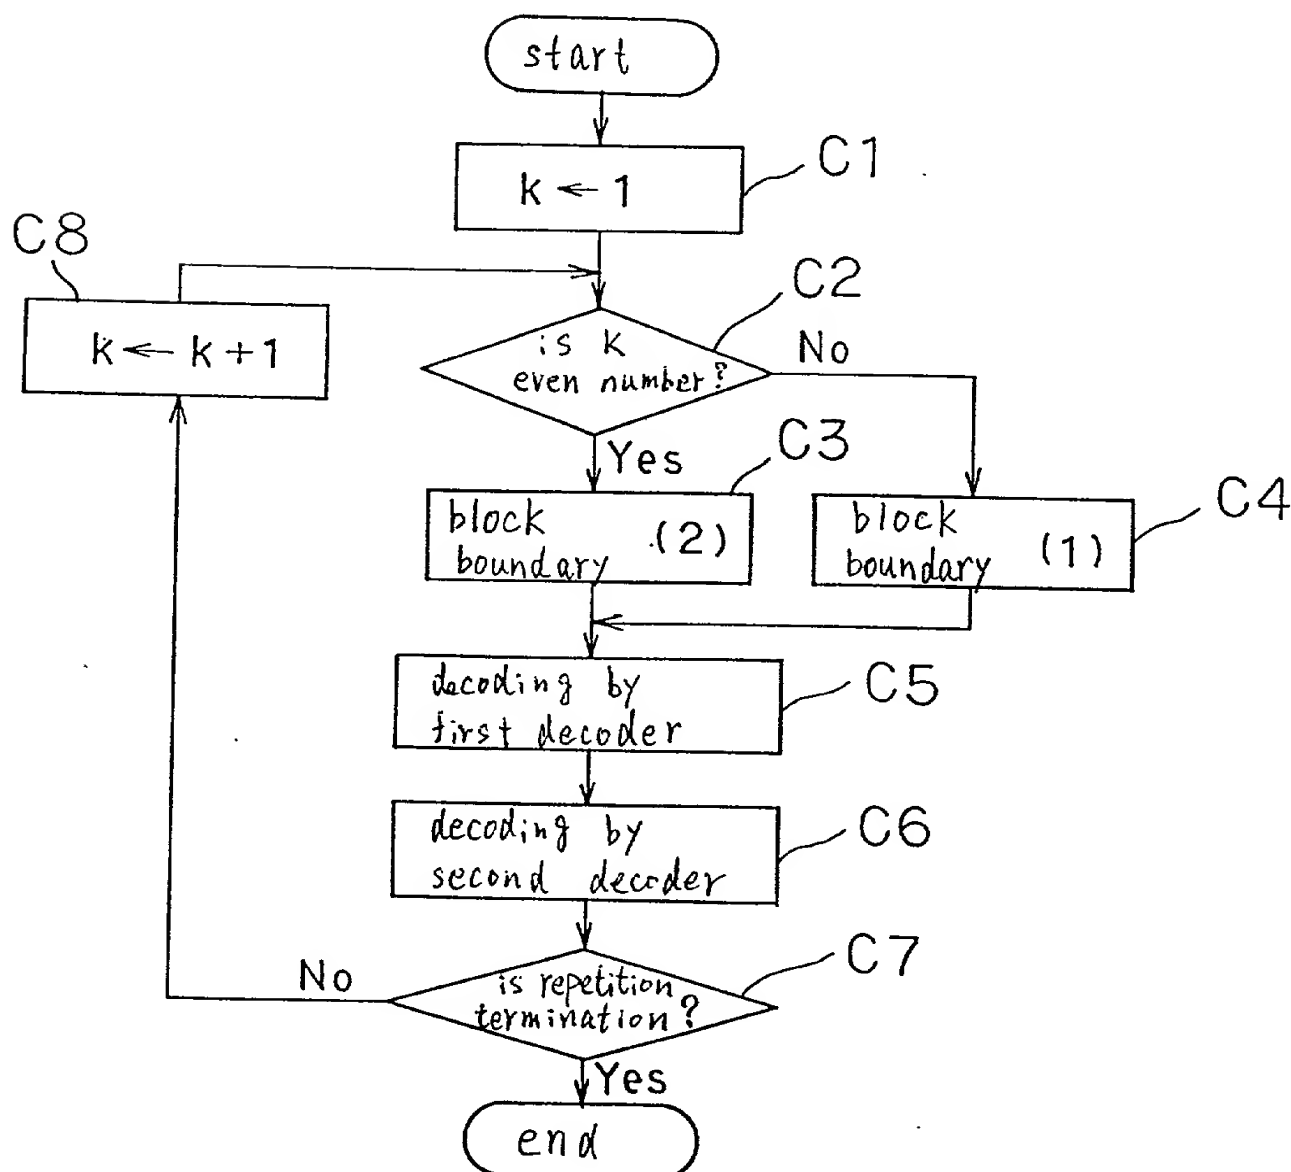 start
k ← 1
C1
C8
k ← k + 1
C2
is k
even number?
No
Yes
C3
block
boundary (2)
C4
block
boundary (1)
decoding by
first decoder
C5
decoding by
second decoder
C6
C7
is repetition
termination?
No
Yes
end